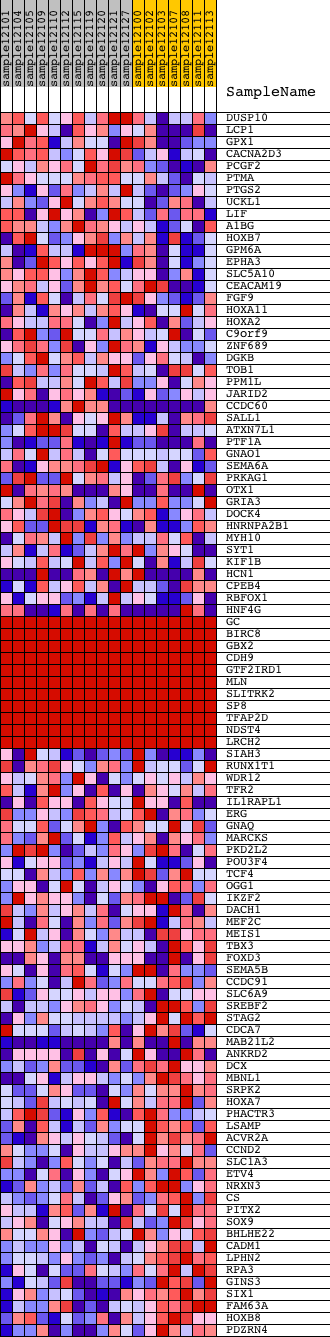 sample12101
sample12104
sample12105
sample12109
sample12110
sample12112
sample12115
sample12119
sample12120
sample12121
sample12127
sample12100
sample12102
sample12103
sample12107
sample12108
sample12111
sample12113
SampleName
DUSP10
LCP1
GPX1
CACNA2D3
PCGF2
PTMA
PTGS2
UCKL1
LIF
A1BG
HOXB7
GPM6A
EPHA3
SLC5A10
CEACAM19
FGF9
HOXA11
HOXA2
C9orf9
ZNF689
DGKB
TOB1
PPM1L
JARID2
CCDC60
SALL1
ATXN7L1
PTF1A
GNAO1
SEMA6A
PRKAG1
OTX1
GRIA3
DOCK4
HNRNPA2B1
MYH10
SYT1
KIF1B
HCN1
CPEB4
RBFOX1
HNF4G
GC
BIRC8
GBX2
CDH9
GTF2IRD1
MLN
SLITRK2
SP8
TFAP2D
NDST4
LRCH2
SIAH3
RUNX1T1
WDR12
TFR2
IL1RAPL1
ERG
GNAQ
MARCKS
PKD2L2
POU3F4
TCF4
OGG1
IKZF2
DACH1
MEF2C
MEIS1
TBX3
FOXD3
SEMA5B
CCDC91
SLC6A9
SREBF2
STAG2
CDCA7
MAB21L2
ANKRD2
DCX
MBNL1
SRPK2
HOXA7
PHACTR3
LSAMP
ACVR2A
CCND2
SLC1A3
ETV4
NRXN3
CS
PITX2
SOX9
BHLHE22
CADM1
LPHN2
RPA3
GINS3
SIX1
FAM63A
HOXB8
PDZRN4